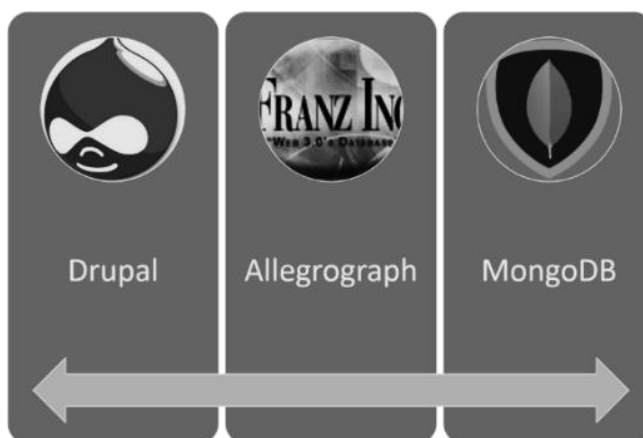 FRANZ INC
"WEB 3.0's DATABASE
Drupal
Allegrograph
MongoDB